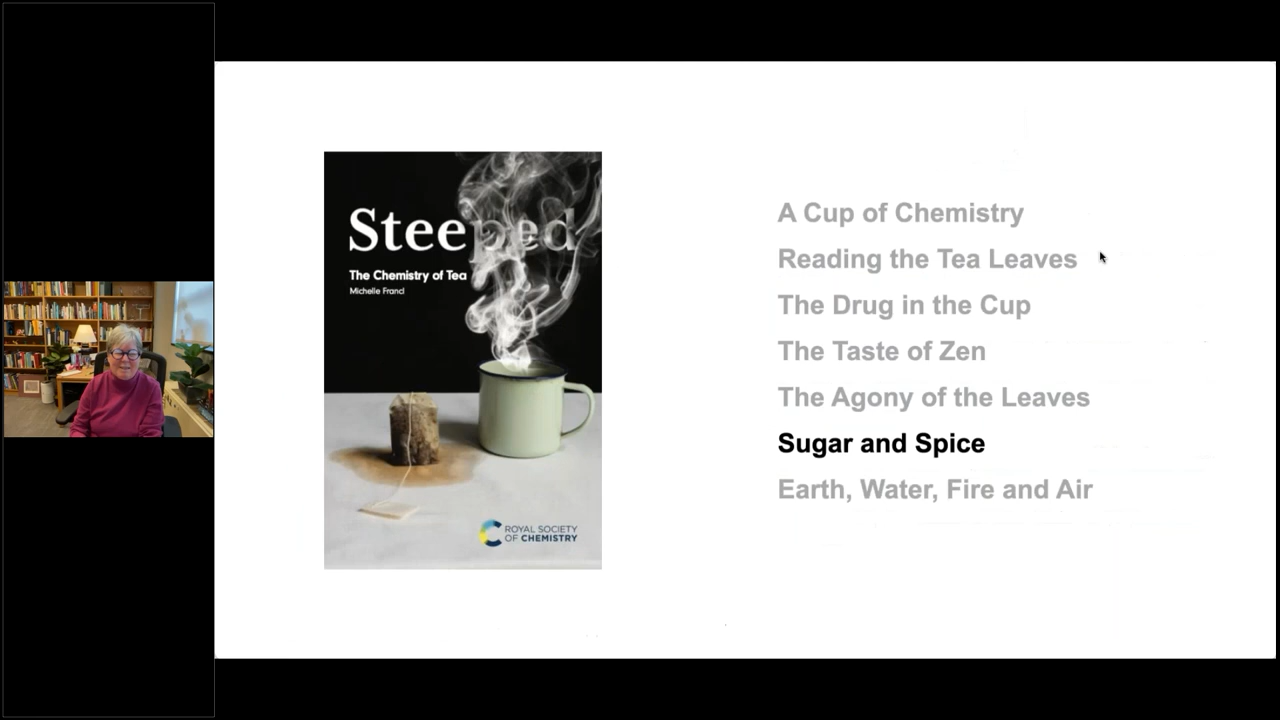 Steeped
The Chemistry of Tea
Michelle Francl
ROYAL SOCIETY
OF CHEMISTRY
A Cup of Chemistry
Reading the Tea Leaves
The Drug in the Cup
The Taste of Zen
The Agony of the Leaves
Sugar and Spice
Earth, Water, Fire and Air